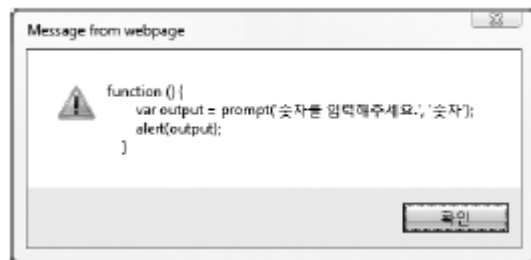 Message from webpage
function () {
var output = prompt('숫자를 입력해주세요.', '숫자');
alert(output);
}
확인